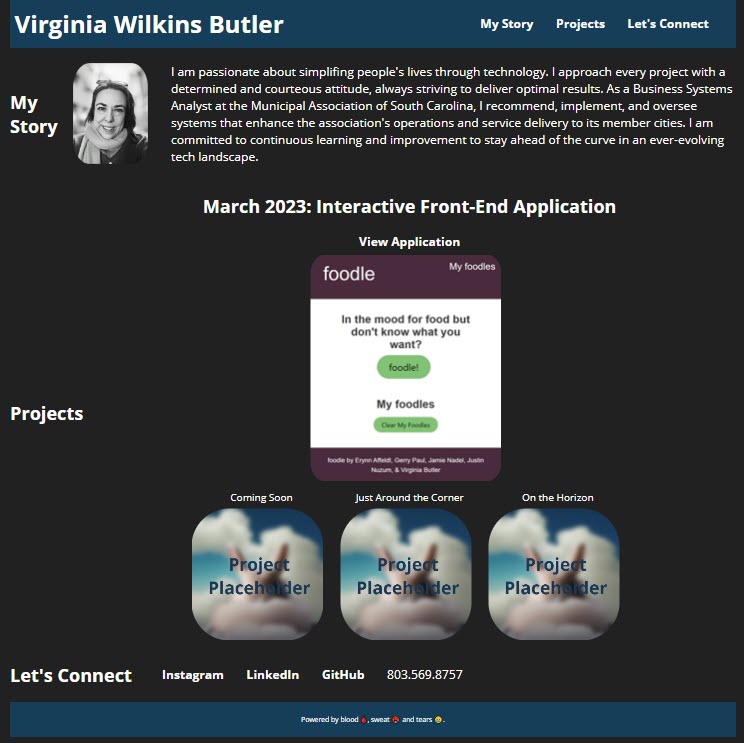 Virginia Wilkins Butler
My Story Projects Let's Connect
My
Story
I am passionate about simplifing people's lives through technology. I approach every project with a
determined and courteous attitude, always striving to deliver optimal results. As a Business Systems
Analyst at the Municipal Association of South Carolina, I recommend, implement, and oversee
systems that enhance the association's operations and service delivery to its member cities. I am
committed to continuous learning and improvement to stay ahead of the curve in an ever-evolving
tech landscape.
Projects
March 2023: Interactive Front-End Application
View Application
foodle My foodles
In the mood for food but
don't know what you
want?
foodle!
My foodles
Clear My Foodles
foodle by Erynn Affeldt, Gerry Paul, Jamie Nadel, Justin
Nuzum, & Virginia Butler
Coming Soon
Project
Placeholder
Just Around the Corner
Project
Placeholder
On the Horizon
Project
Placeholder
Let's Connect
Instagram LinkedIn GitHub 803.569.8757
Powered by blood 🩸, sweat 🥵 and tears 😢.